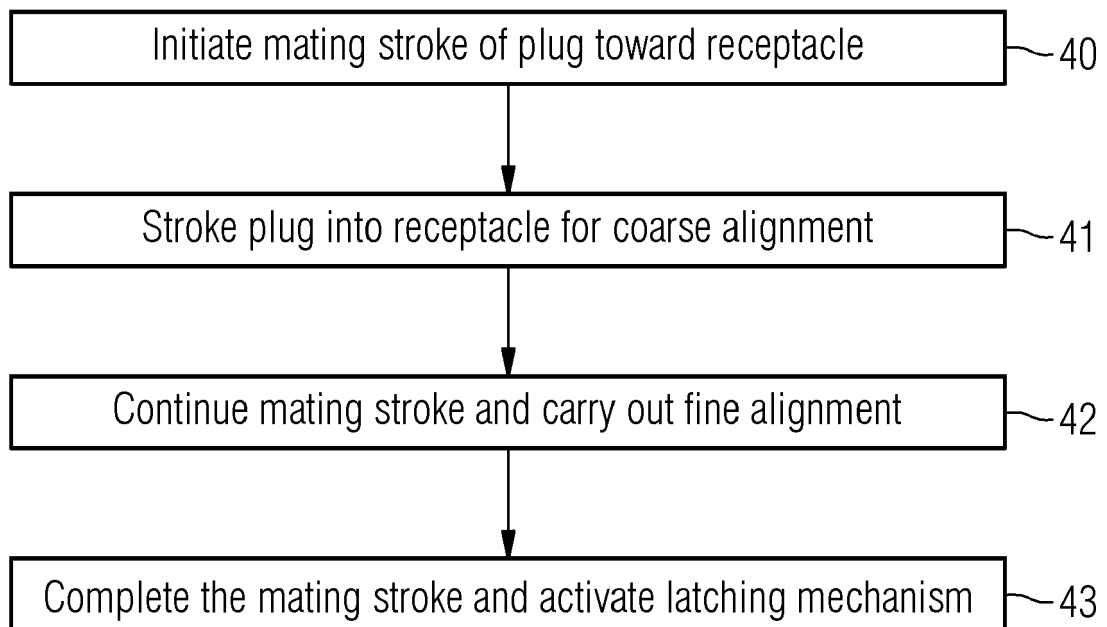 Initiate mating stroke of plug toward receptacle 40
Stroke plug into receptacle for coarse alignment 41
Continue mating stroke and carry out fine alignment 42
Complete the mating stroke and activate latching mechanism 43